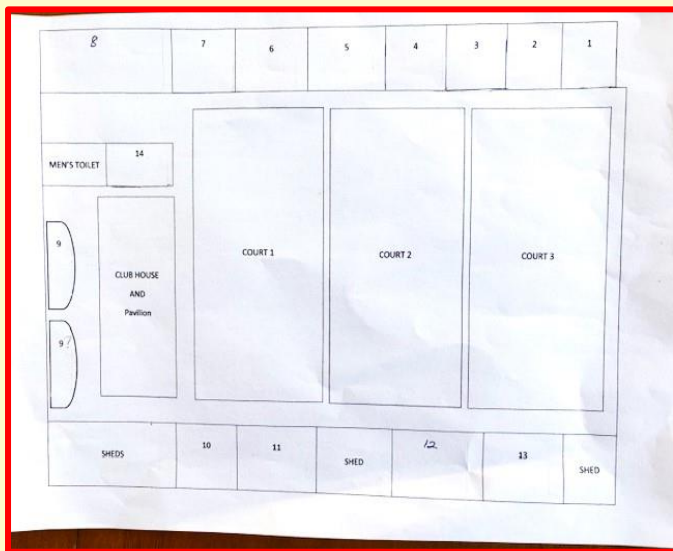 8 7 6 5 4 3 2 1
MEN'S TOILET 14
COURT 1 COURT 2 COURT 3
9
CLUB HOUSE
AND
Pavilion
9?
SHEDS 10 11 SHED 12 13 SHED